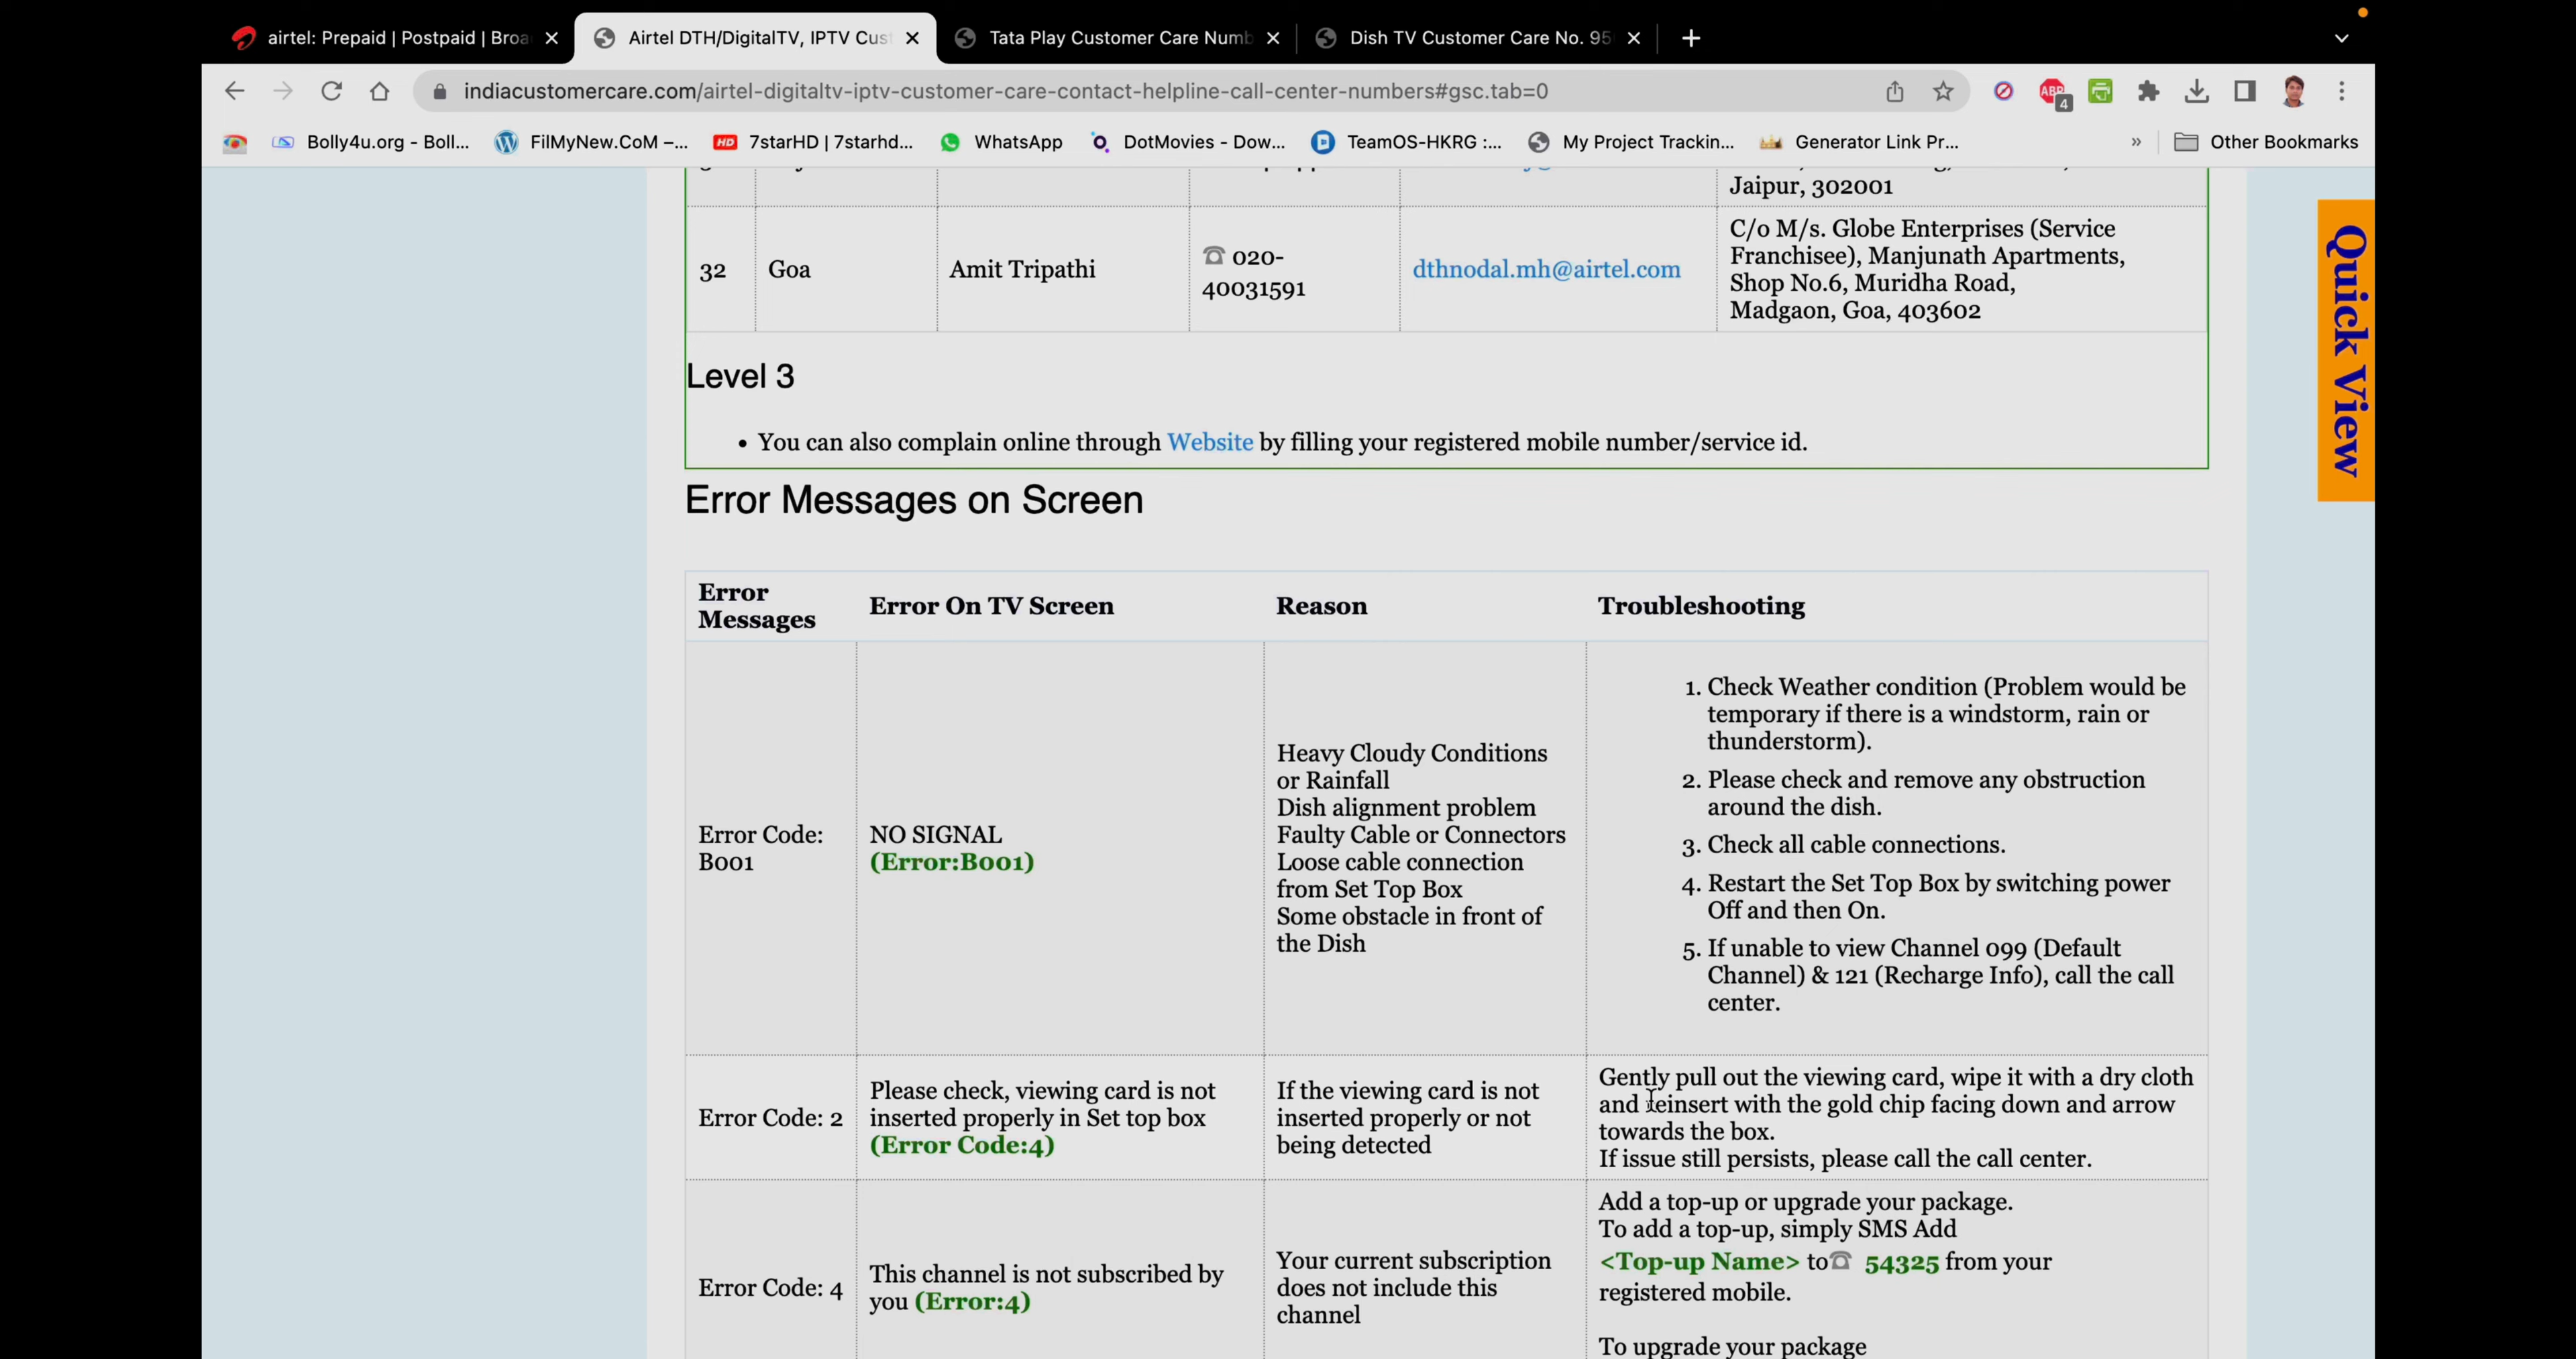 airtel: Prepaid | Postpaid | Broa
Airtel DTH/DigitalTV, IPTV Cus
Tata Play Customer Care Numb
Dish TV Customer Care No. 95
indiacustomercare.com/airtel-digitaltv-iptv-customer-care-contact-helpline-call-center-numbers#gsc.tab=0
ABP
4
Bolly4u.org - Boll...
FilMyNew.CoM –...
HD
7starHD | 7starhd...
WhatsApp
DotMovies - Dow...
TeamOS-HKRG :...
My Project Trackin...
Generator Link Pr...
»
Other Bookmarks
Jaipur, 302001
32
Goa
Amit Tripathi
020-
40031591
dthnodal.mh@airtel.com
C/o M/s. Globe Enterprises (Service
Franchisee), Manjunath Apartments,
Shop No.6, Muridha Road,
Madgaon, Goa, 403602
Quick View
Level 3
• You can also complain online through Website by filling your registered mobile number/service id.
Error Messages on Screen
Error
Messages
Error On TV Screen
Reason
Troubleshooting
Error Code:
B001
NO SIGNAL
(Error:B001)
Heavy Cloudy Conditions
or Rainfall
Dish alignment problem
Faulty Cable or Connectors
Loose cable connection
from Set Top Box
Some obstacle in front of
the Dish
1. Check Weather condition (Problem would be
temporary if there is a windstorm, rain or
thunderstorm).
2. Please check and remove any obstruction
around the dish.
3. Check all cable connections.
4. Restart the Set Top Box by switching power
Off and then On.
5. If unable to view Channel 099 (Default
Channel) & 121 (Recharge Info), call the call
center.
Error Code: 2
Please check, viewing card is not
inserted properly in Set top box
(Error Code:4)
If the viewing card is not
inserted properly or not
being detected
Gently pull out the viewing card, wipe it with a dry cloth
and reinsert with the gold chip facing down and arrow
towards the box.
If issue still persists, please call the call center.
Error Code: 4
This channel is not subscribed by
you (Error:4)
Your current subscription
does not include this
channel
Add a top-up or upgrade your package.
To add a top-up, simply SMS Add
<Top-up Name> to 54325 from your
registered mobile.
To upgrade your package